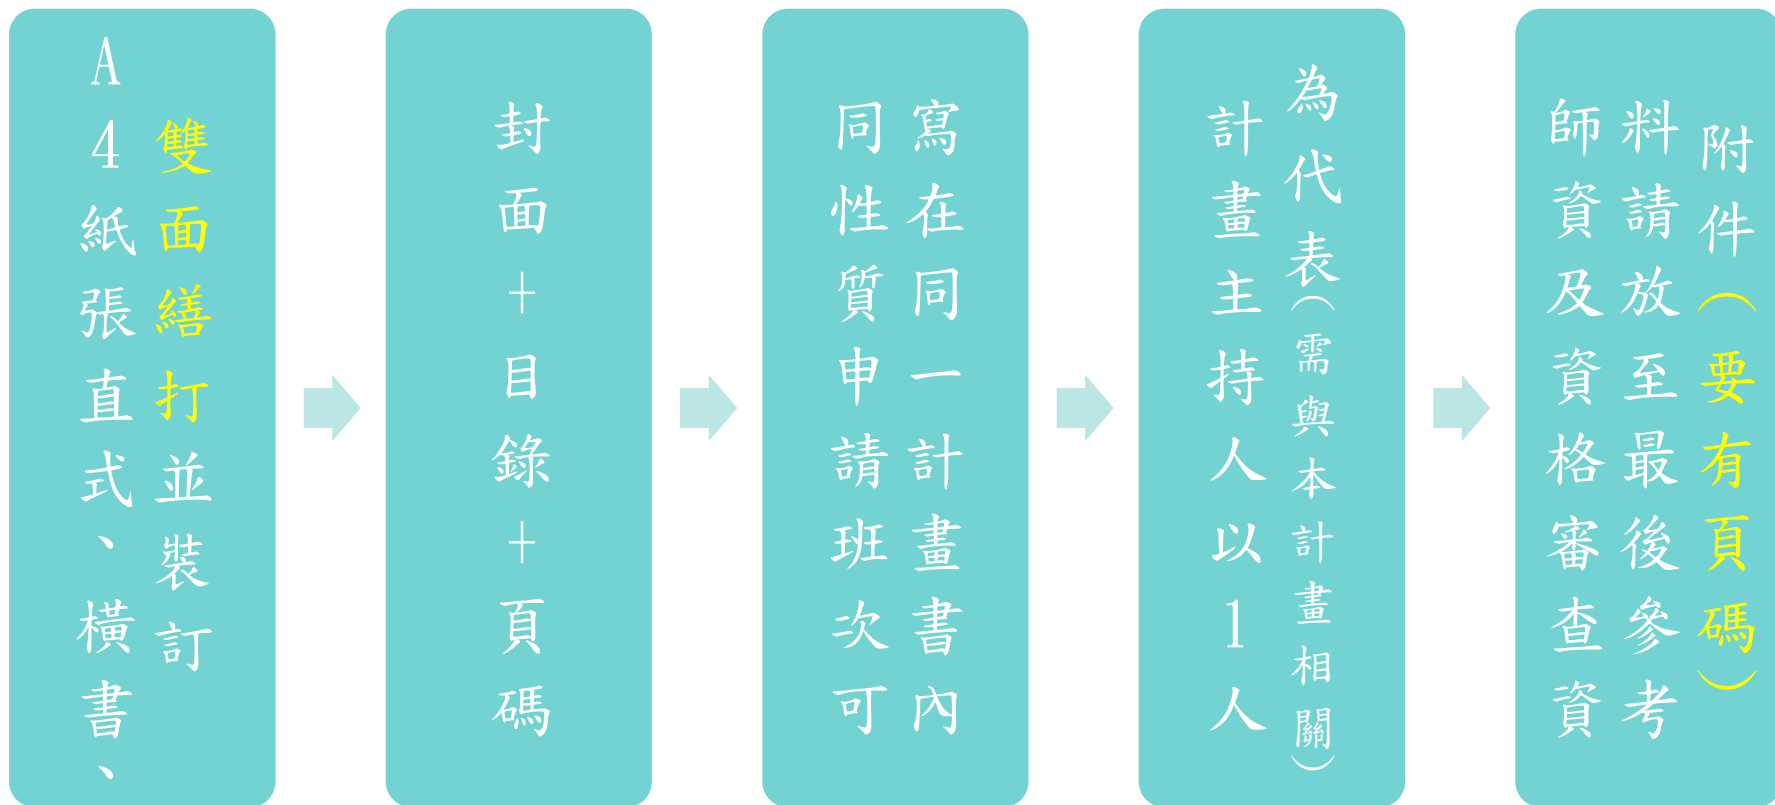 A4紙張直式、橫書、
雙面繕打並裝訂
封面+目錄+頁碼
同性質申請班次可
寫在同一計畫書內
計畫主持人以1人
為代表(需與本計畫相關)
師資及資格審查資
料請放至最後參考
附件(要有頁碼)